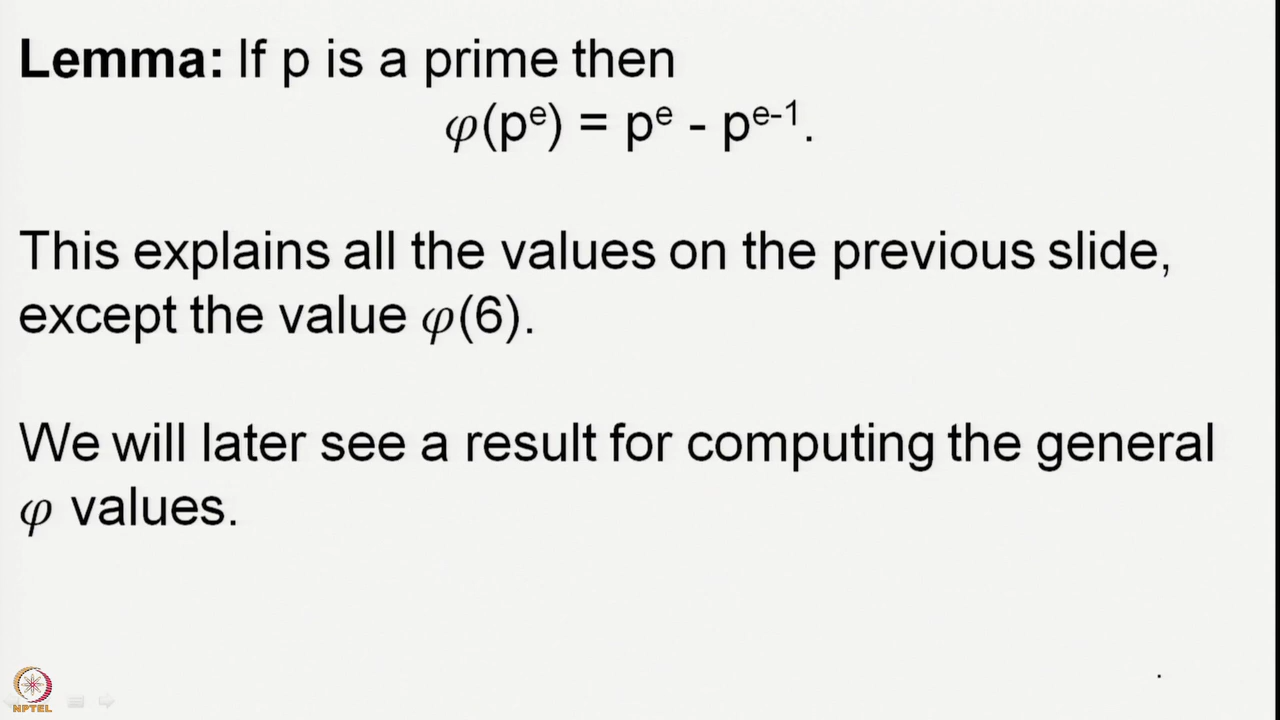 Lemma: If p is a prime then
φ(pᵉ) = pᵉ - pᵉ⁻¹.
This explains all the values on the previous slide,
except the value φ(6).
We will later see a result for computing the general
φ values.
NPTEL